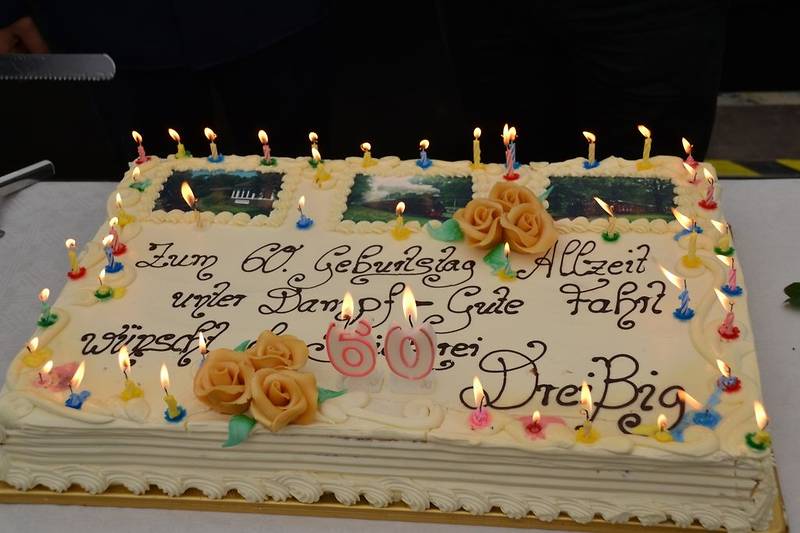 Zum 60. Geburtstag Allzeit
unter Dampf - Gute Fahrt
wünscht
60
Dreißig